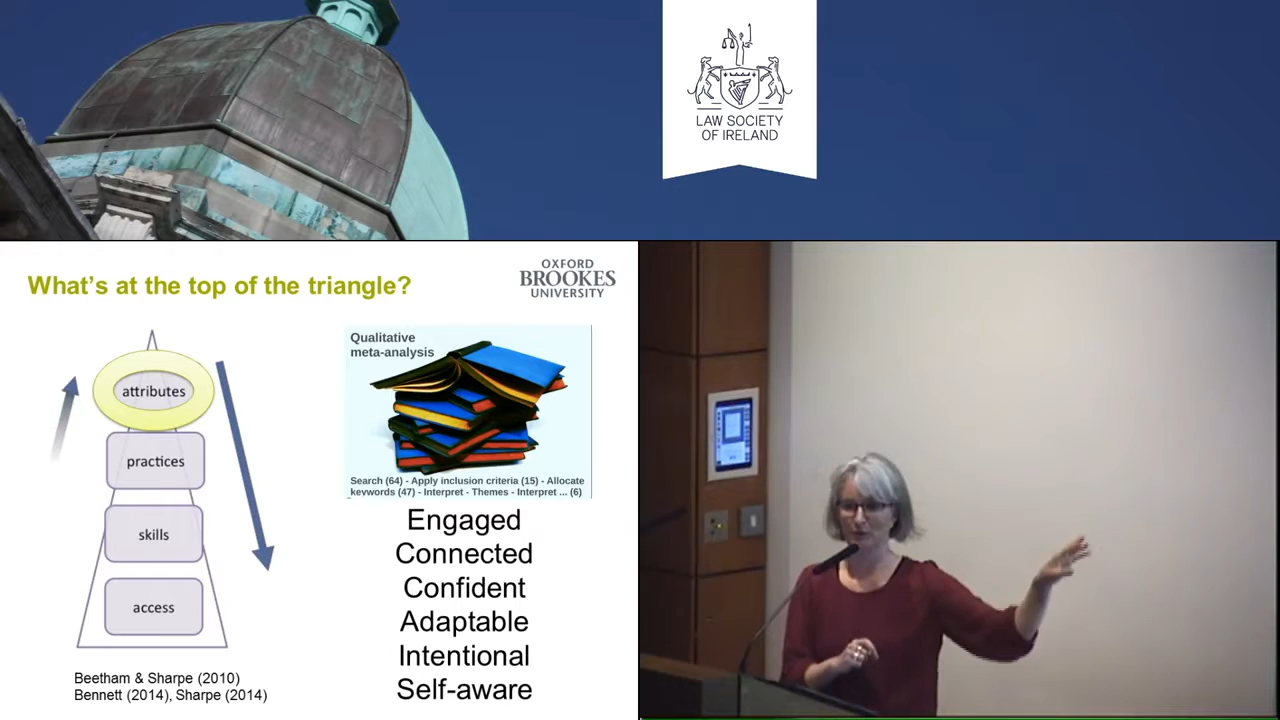 LAW SOCIETY
OF IRELAND
What's at the top of the triangle?
OXFORD
BROOKES
UNIVERSITY
attributes
practices
skills
access
Beetham & Sharpe (2010)
Bennett (2014), Sharpe (2014)
Qualitative
meta-analysis
Search (64) - Apply inclusion criteria (15) - Allocate
keywords (47) - Interpret - Themes - Interpret ... (6)
Engaged
Connected
Confident
Adaptable
Intentional
Self-aware